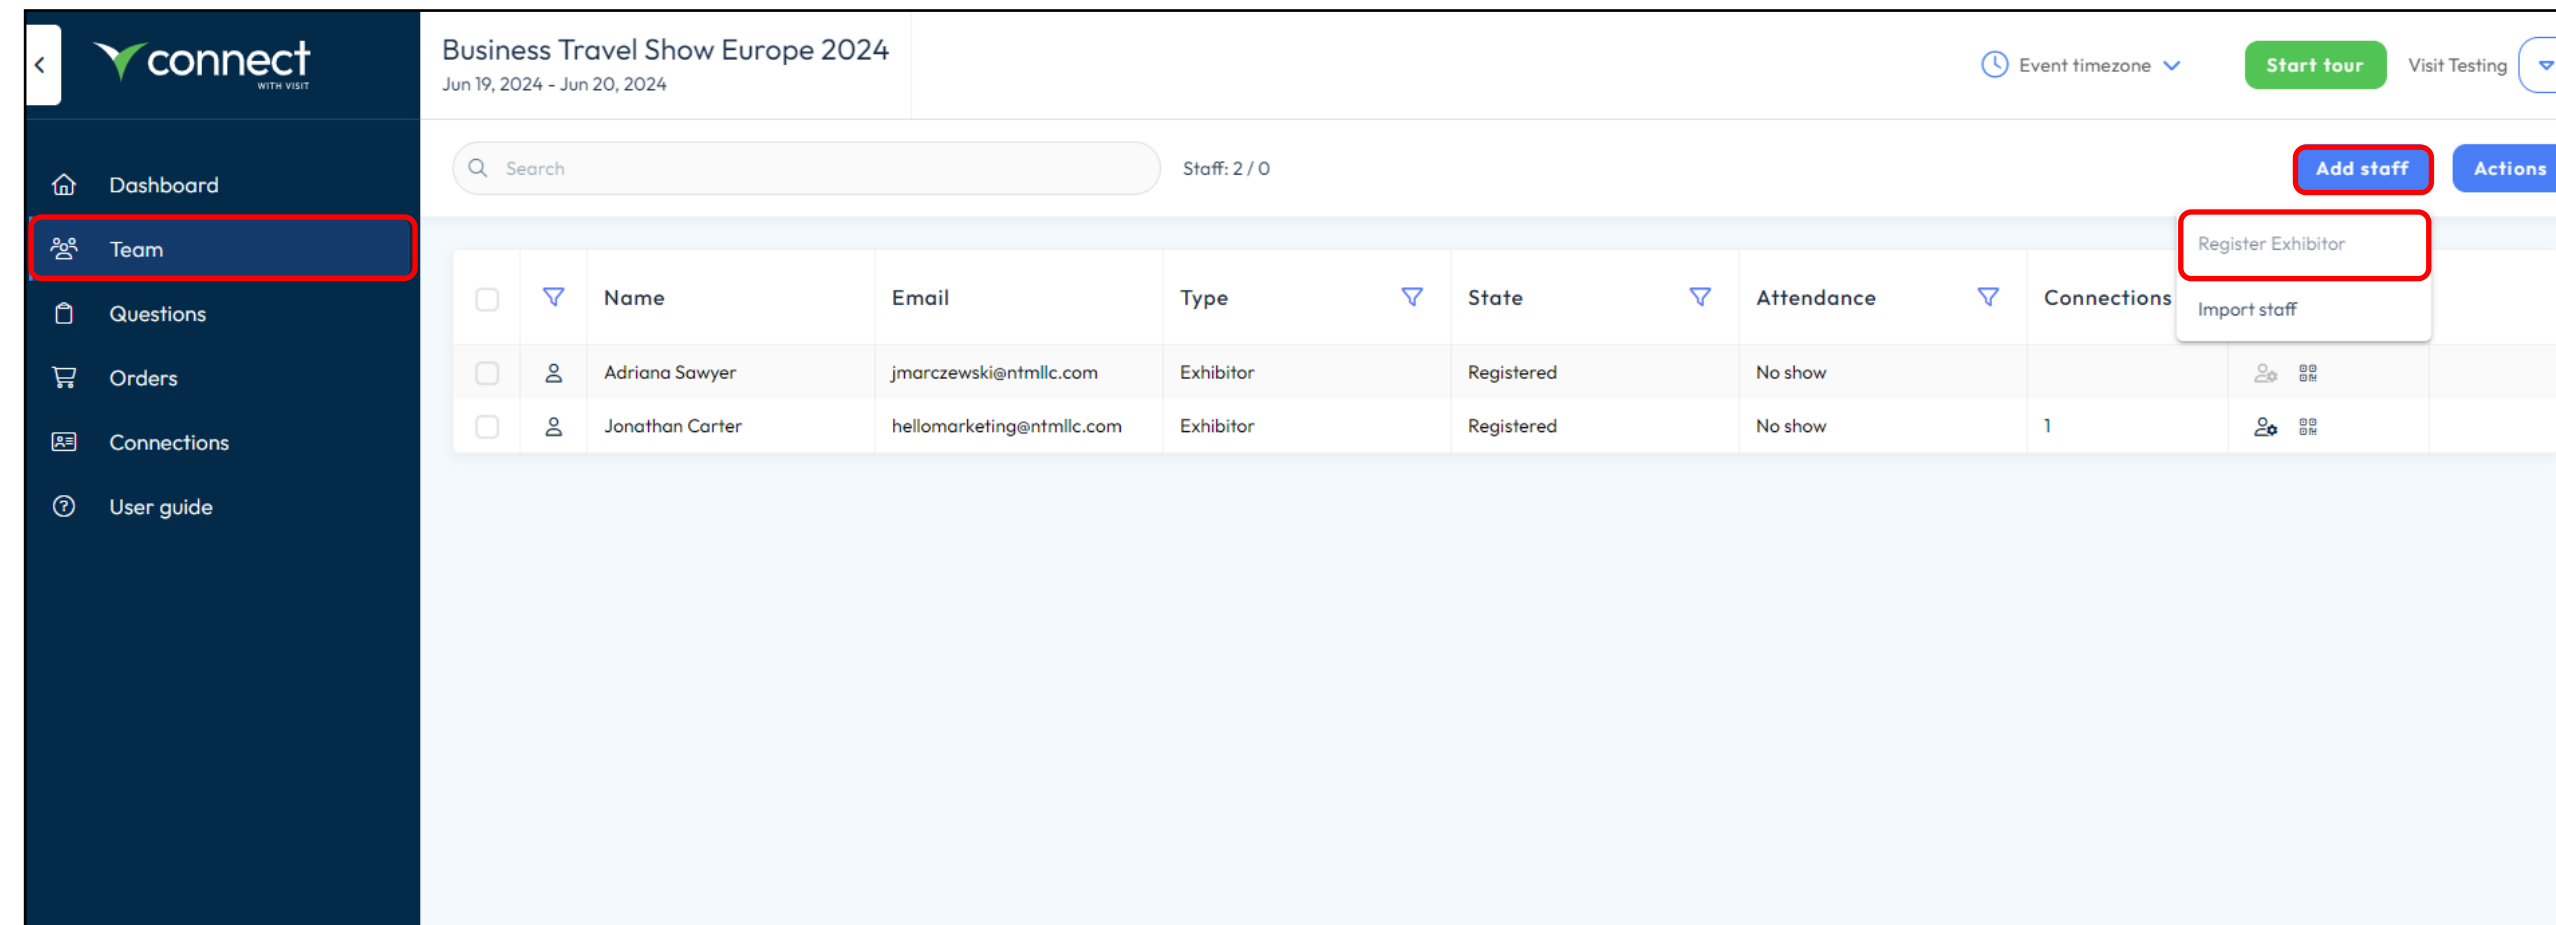 connect
WITH VISIT
Business Travel Show Europe 2024
Jun 19, 2024 - Jun 20, 2024
Event timezone
Start tour
Visit Testing
Dashboard
Team
Questions
Orders
Connections
User guide
Search
Staff: 2 / 0
Add staff
Actions
Register Exhibitor
Import staff
Name Email Type State Attendance Connections
Adriana Sawyer jmarczewski@ntmllc.com Exhibitor Registered No show
Jonathan Carter hellomarketing@ntmllc.com Exhibitor Registered No show 1